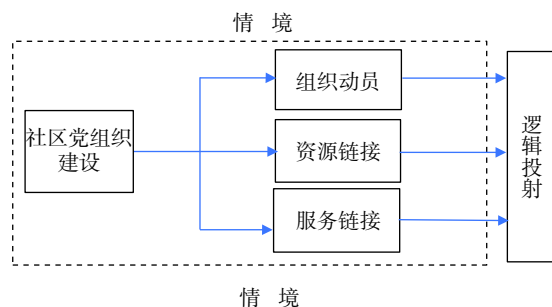 情 境
组织动员
社区党组织
建设
资源链接
服务链接
逻辑投射
情 境